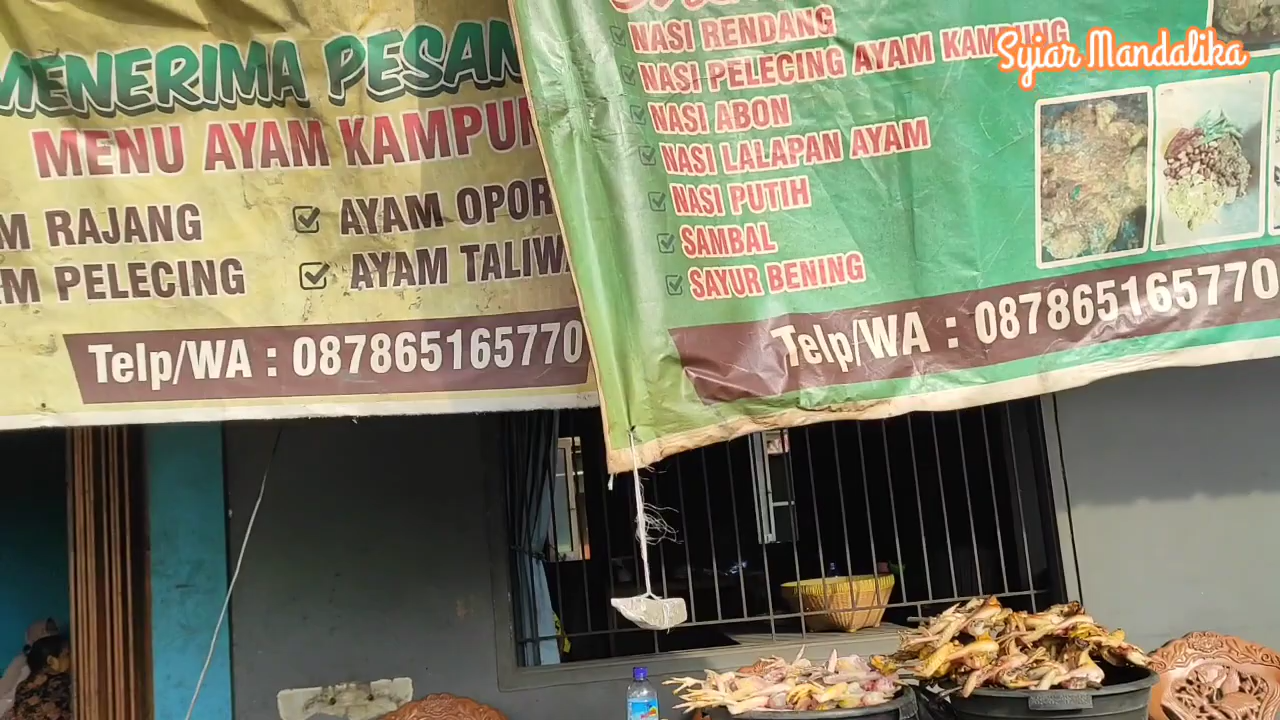 MENERIMA PESAN
MENU AYAM KAMPUN
M RAJANG
AYAM OPOR
PELECING
AYAM TALIWA
Telp/WA : 087865165770
NASI RENDANG
NASI PELECING AYAM KAMPUNG
NASI ABON
NASI LALAPAN AYAM
NASI PUTIH
SAMBAL
SAYUR BENING
Telp/WA : 087865165770
Syiar Mandalika